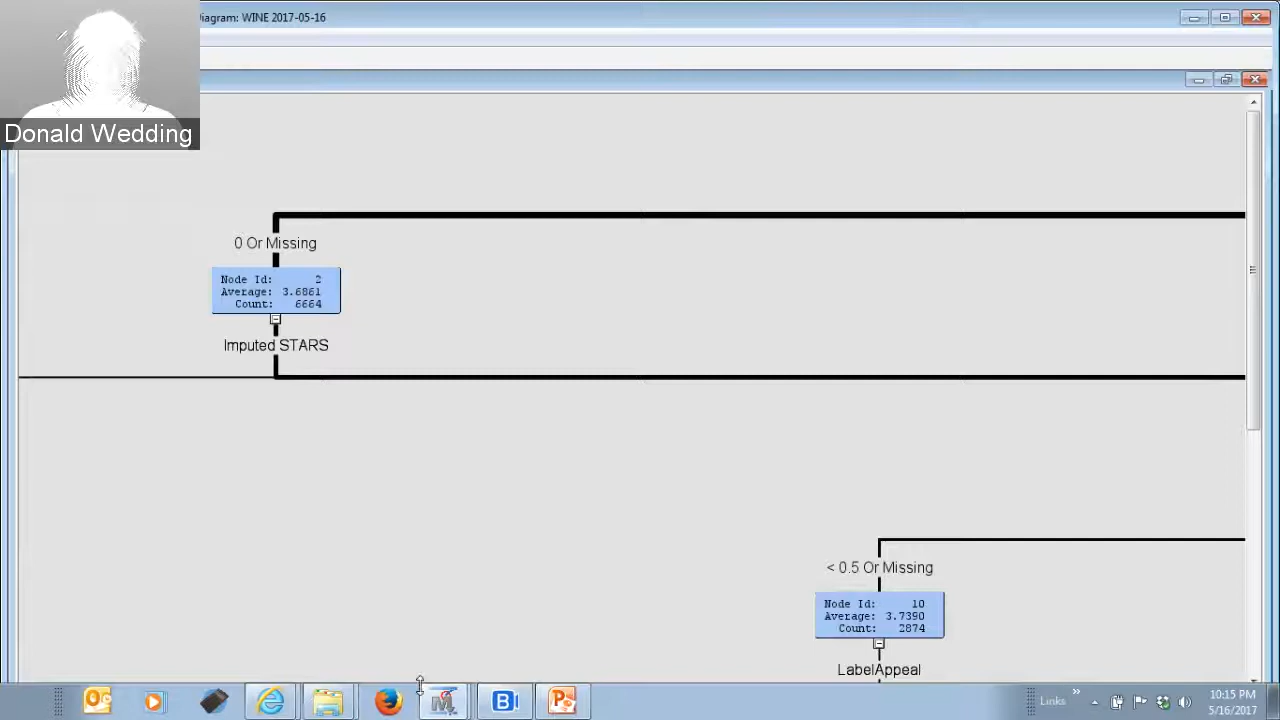 Diagram: WINE 2017-05-16
Donald Wedding
0 Or Missing
Node Id: 2
Average: 3.6861
Count: 6664
Imputed STARS
< 0.5 Or Missing
Node Id: 10
Average: 3.7390
Count: 2874
LabelAppeal
Links
10:15 PM
5/16/2017